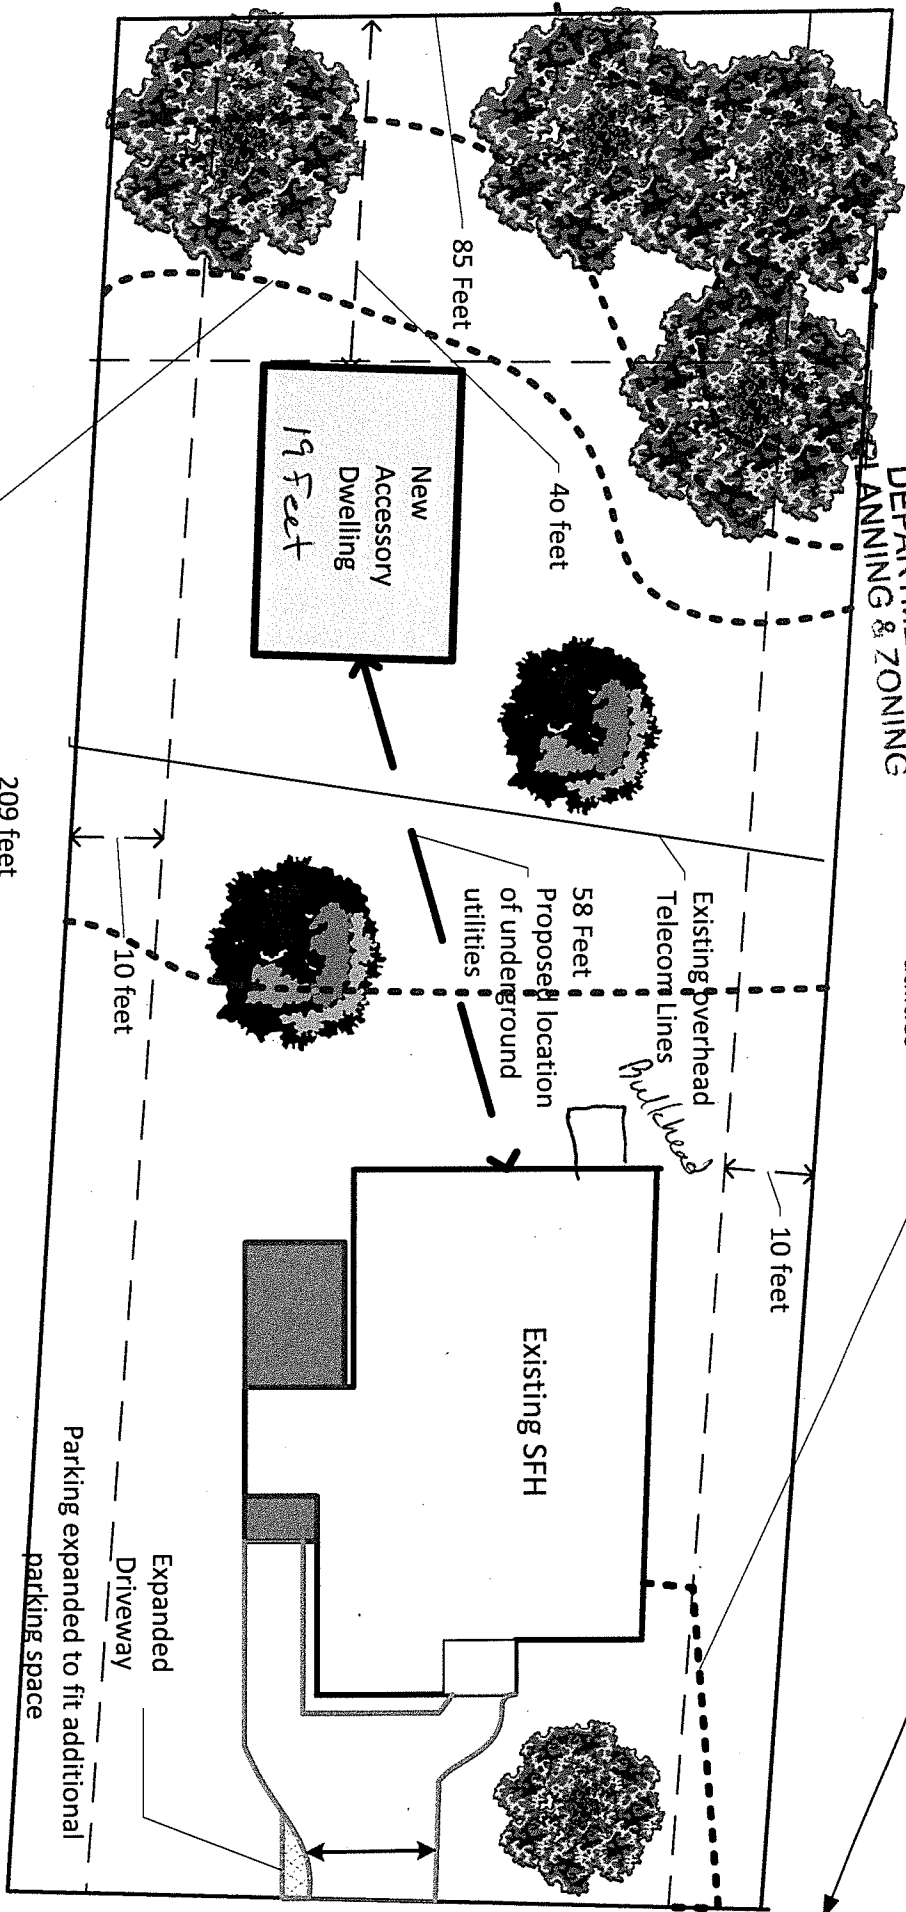 DEPARTME
PLANNING & ZONING
85 Feet
40 feet
New
Accessory
Dwelling
19 Feet
Existing overhead
Telecom Lines
58 Feet
Proposed location
of underground
utilities
Bulkhead
209 feet
10 feet
10 feet
Existing SFH
Expanded
Driveway
Parking expanded to fit additional
parking space